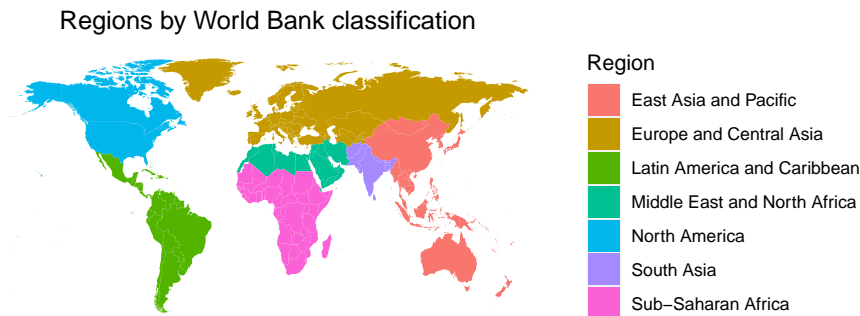 Regions by World Bank classification
Region
East Asia and Pacific
Europe and Central Asia
Latin America and Caribbean
Middle East and North Africa
North America
South Asia
Sub−Saharan Africa